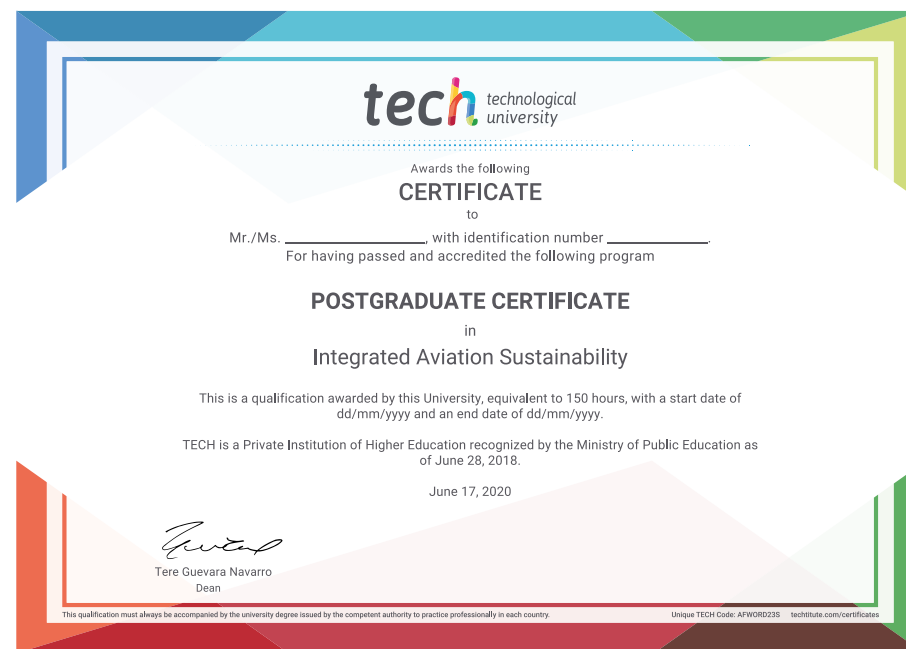 tech technological
university
Awards the following
CERTIFICATE
to
Mr./Ms. ____________________, with identification number ______________.
For having passed and accredited the following program
POSTGRADUATE CERTIFICATE
in
Integrated Aviation Sustainability
This is a qualification awarded by this University, equivalent to 150 hours, with a start date of
dd/mm/yyyy and an end date of dd/mm/yyyy.
TECH is a Private Institution of Higher Education recognized by the Ministry of Public Education as
of June 28, 2018.
June 17, 2020
Tere Guevara Navarro
Dean
This qualification must always be accompanied by the university degree issued by the competent authority to practice professionally in each country. Unique TECH Code: AFWORD23S techtitute.com/certificates